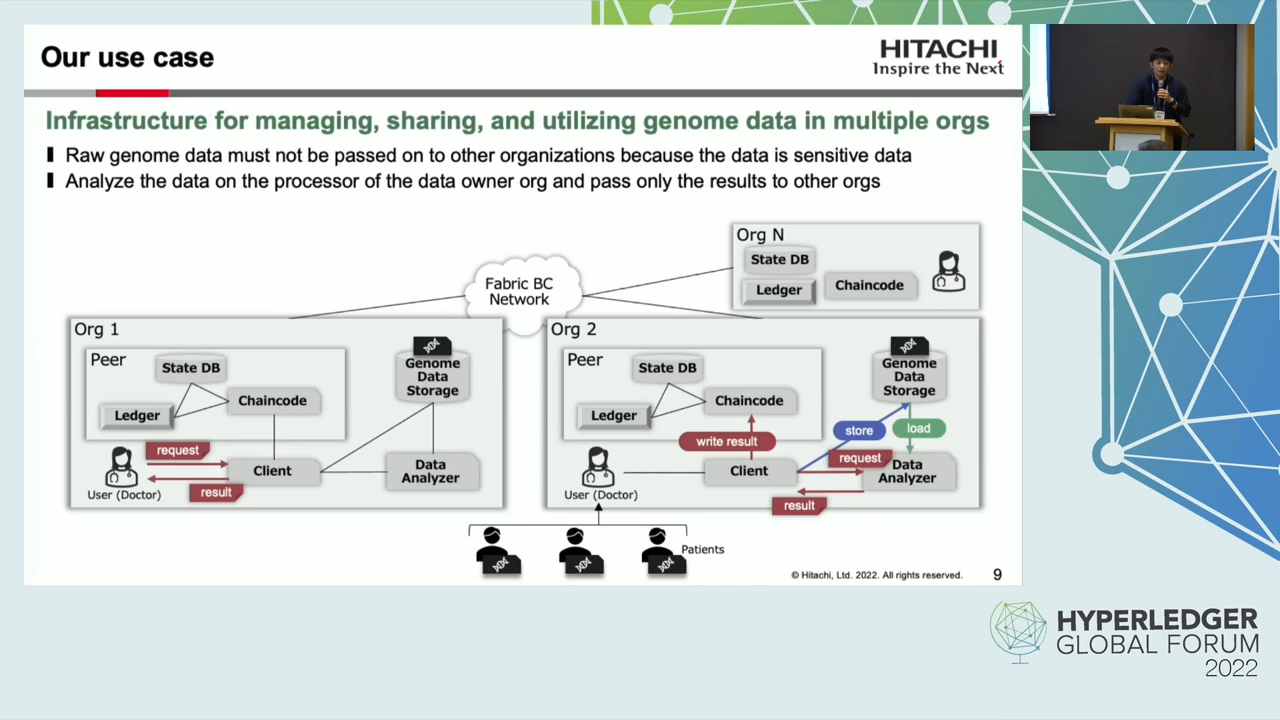 Our use case
HITACHI
Inspire the Next
Infrastructure for managing, sharing, and utilizing genome data in multiple orgs
Raw genome data must not be passed on to other organizations because the data is sensitive data
Analyze the data on the processor of the data owner org and pass only the results to other orgs
Fabric BC
Network
Org N
State DB
Ledger
Chaincode
Org 1
Peer
State DB
Ledger
Chaincode
Genome
Data
Storage
request
result
User (Doctor)
Client
Data
Analyzer
Org 2
Peer
State DB
Ledger
Chaincode
Genome
Data
Storage
write result
store
load
request
result
User (Doctor)
Client
Data
Analyzer
Patients
© Hitachi, Ltd. 2022. All rights reserved.
9
HYPERLEDGER
GLOBAL FORUM
2022